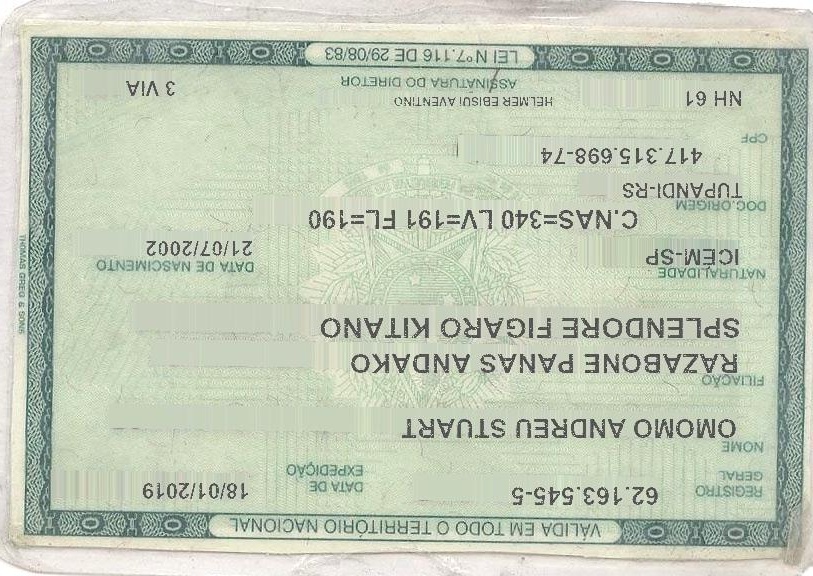 VÁLIDA EM TODO O TERRITÓRIO NACIONAL
REGISTRO GERAL 62.163.545-5 DATA DE EXPEDIÇÃO 18/01/2019
NOME
OMOMO ANDREU STUART
FILIAÇÃO
RAZABONE PANAS ANDAKO
SPLENDORE FIGARO KITANO
NATURALIDADE DATA DE NASCIMENTO
ICEM-SP 21/07/2002
C.NAS=340 LV=191 FL=190
DOC.ORIGEM
TUPANDI-RS
CPF 417.315.698-74
NH 61 HELMER EBISUI AVENTINO 3 VIA
ASSINATURA DO DIRETOR
LEI Nº7.116 DE 29/08/83
THOMAS GREG & SONS